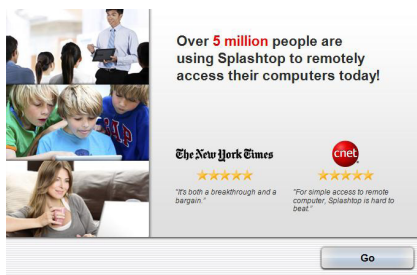 Over 5 million people are
using Splashtop to remotely
access their computers today!
The New York Times
cnet
"It's both a breakthrough and a
bargain."
"For simple access to remote
computer, Splashtop is hard to
beat."
GAP
Go